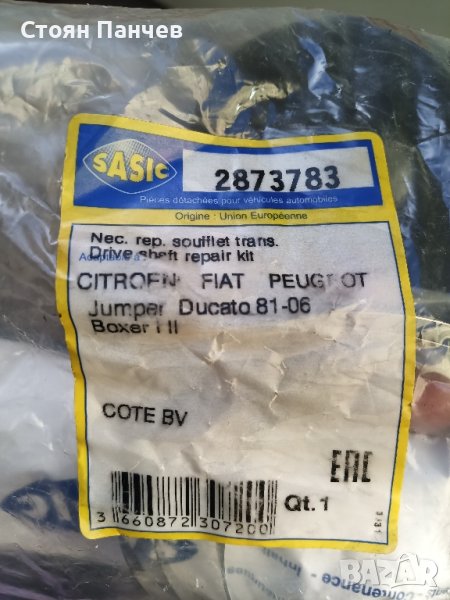 Стоян Панчев
SASIC
2873783
Pièces détachées pour véhicules automobiles
Origine : Union Européenne
Nec. rep. soufflet trans.
Drive shaft repair kit
CITROEN FIAT PEUGEOT
Jumper Ducato 81-06
Boxer I II
COTE BV
EAC
Qt.1
3 660872 307200
BAZAR